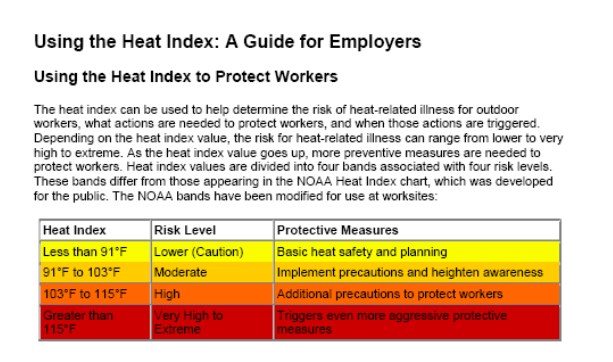 Using the Heat Index: A Guide for Employers
Using the Heat Index to Protect Workers
The heat index can be used to help determine the risk of heat-related illness for outdoor
workers, what actions are needed to protect workers, and when those actions are triggered.
Depending on the heat index value, the risk for heat-related illness can range from lower to very
high to extreme. As the heat index value goes up, more preventive measures are needed to
protect workers. Heat index values are divided into four bands associated with four risk levels.
These bands differ from those appearing in the NOAA Heat Index chart, which was developed
for the public. The NOAA bands have been modified for use at worksites:
Heat Index Risk Level Protective Measures
Less than 91°F Lower (Caution) Basic heat safety and planning
91°F to 103°F Moderate Implement precautions and heighten awareness
103°F to 115°F High Additional precautions to protect workers
Greater than Very High to Triggers even more aggressive protective
115°F Extreme measures